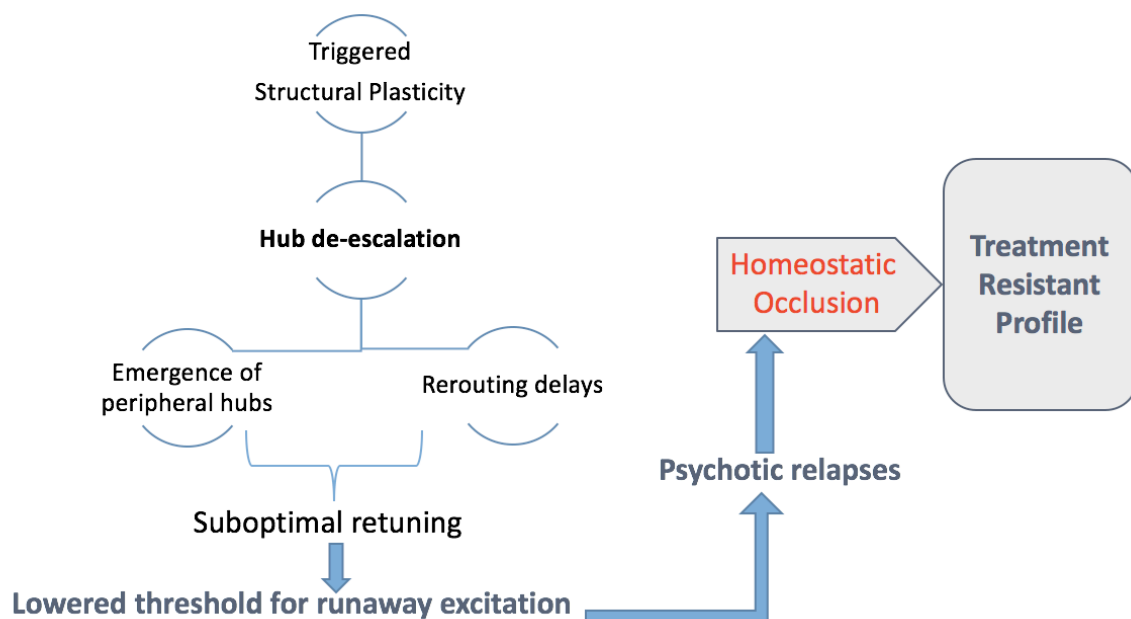 Triggered
Structural Plasticity
Hub de-escalation
Emergence of
peripheral hubs
Rerouting delays
Suboptimal retuning
Lowered threshold for runaway excitation
Psychotic relapses
Homeostatic
Occlusion
Treatment
Resistant
Profile